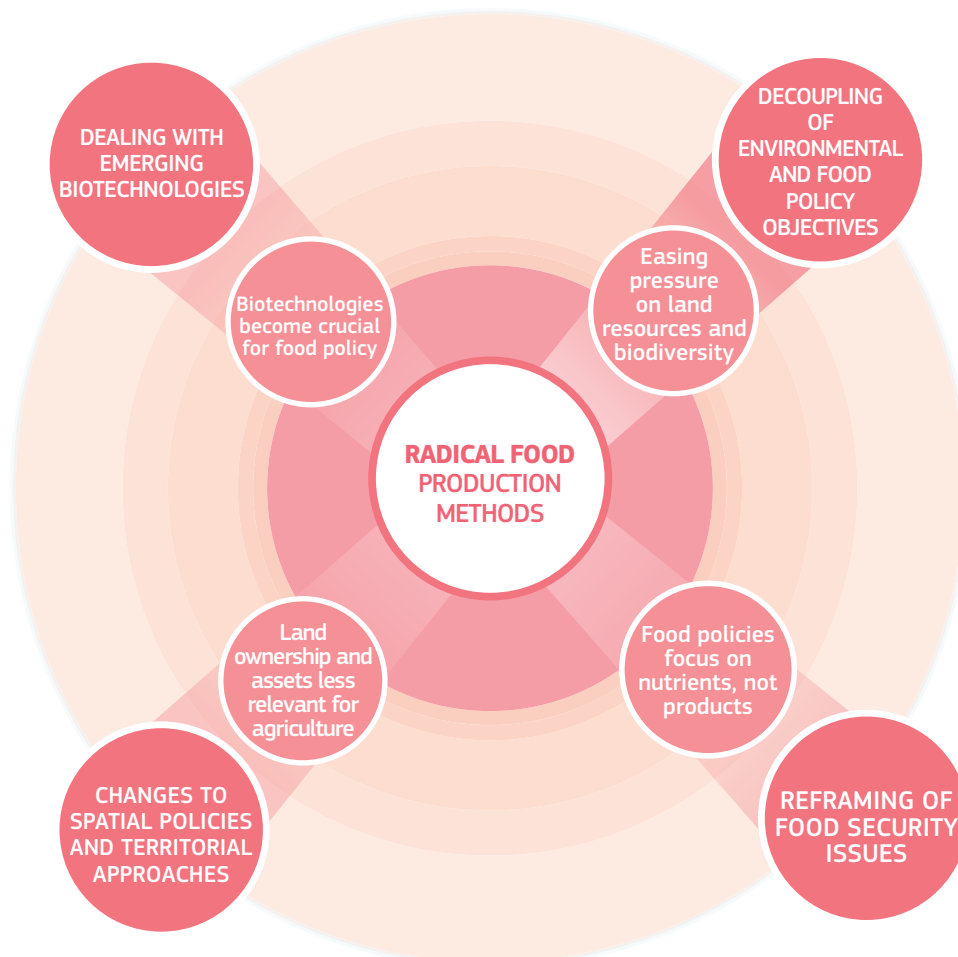 DEALING WITH
EMERGING
BIOTECHNOLOGIES
DECOUPLING
OF
ENVIRONMENTAL
AND FOOD
POLICY
OBJECTIVES
Biotechnologies
become crucial
for food policy
Easing
pressure
on land
resources and
biodiversity
RADICAL FOOD
PRODUCTION
METHODS
Land
ownership and
assets less
relevant for
agriculture
Food policies
focus on
nutrients, not
products
CHANGES TO
SPATIAL POLICIES
AND TERRITORIAL
APPROACHES
REFRAMING OF
FOOD SECURITY
ISSUES